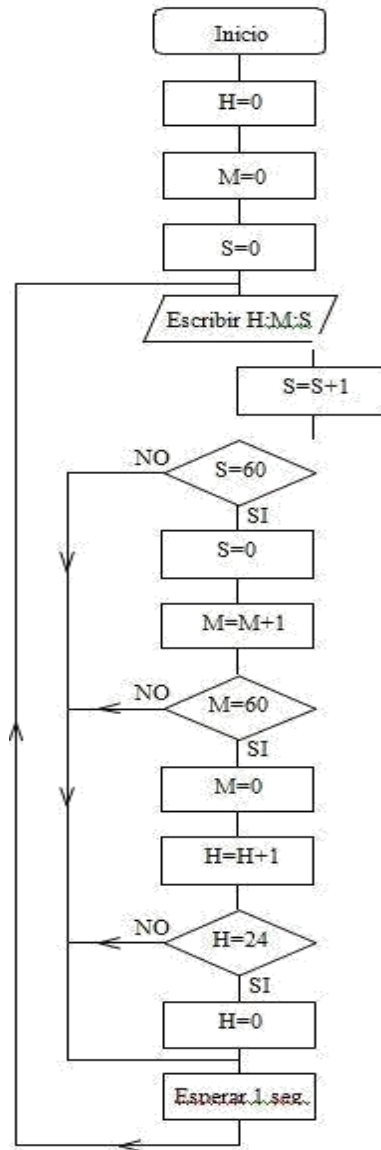 Inicio
H=0
M=0
S=0
Escribir H:M:S
S=S+1
NO
S=60
SI
S=0
M=M+1
NO
M=60
SI
M=0
H=H+1
NO
H=24
SI
H=0
Esperar 1 seg.